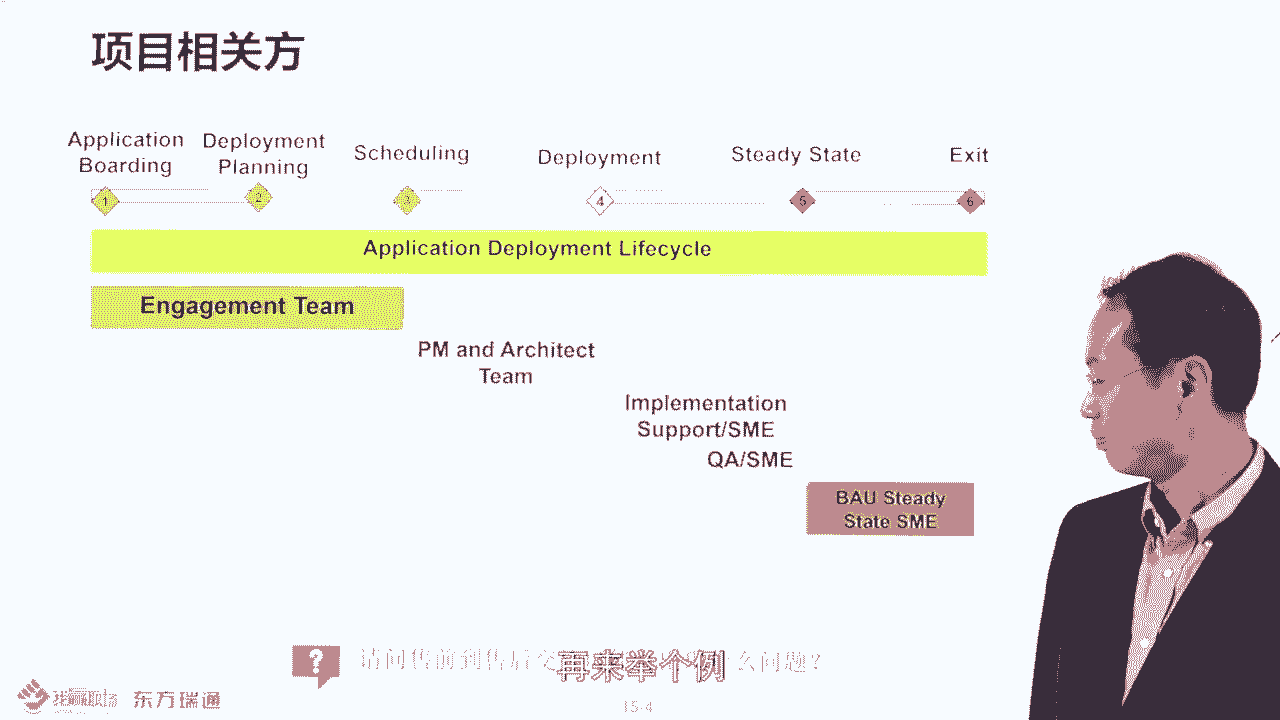 项目相关方
Application
Boarding
Deployment
Planning
Scheduling
Deployment
Steady State
Exit
1
2
3
4
5
6
Application Deployment Lifecycle
Engagement Team
PM and Architect
Team
Implementation
Support/SME
QA/SME
BAU Steady
State SME
?
请问售前到售后交
么问题?
再来举个例
东方瑞通
15-4